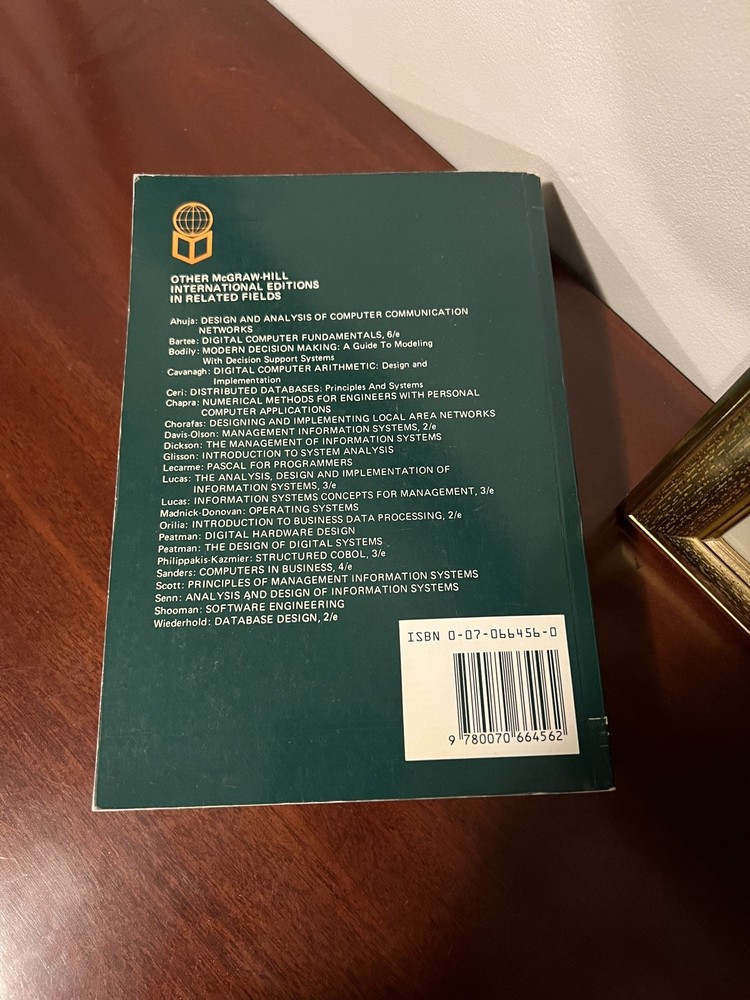 OTHER McGRAW-HILL
INTERNATIONAL EDITIONS
IN RELATED FIELDS
Ahuja: DESIGN AND ANALYSIS OF COMPUTER COMMUNICATION
NETWORKS
Bartee: DIGITAL COMPUTER FUNDAMENTALS, 6/e
Bodily: MODERN DECISION MAKING: A Guide To Modeling
With Decision Support Systems
Cavanagh: DIGITAL COMPUTER ARITHMETIC: Design and
Implementation
Ceri: DISTRIBUTED DATABASES: Principles And Systems
Chapra: NUMERICAL METHODS FOR ENGINEERS WITH PERSONAL
COMPUTER APPLICATIONS
Chorafas: DESIGNING AND IMPLEMENTING LOCAL AREA NETWORKS
Davis-Olson: MANAGEMENT INFORMATION SYSTEMS, 2/e
Dickson: THE MANAGEMENT OF INFORMATION SYSTEMS
Glisson: INTRODUCTION TO SYSTEM ANALYSIS
Lecarme: PASCAL FOR PROGRAMMERS
Lucas: THE ANALYSIS, DESIGN AND IMPLEMENTATION OF
INFORMATION SYSTEMS, 3/e
Lucas: INFORMATION SYSTEMS CONCEPTS FOR MANAGEMENT, 3/e
Madnick-Donovan: OPERATING SYSTEMS
Orilia: INTRODUCTION TO BUSINESS DATA PROCESSING, 2/e
Peatman: DIGITAL HARDWARE DESIGN
Peatman: THE DESIGN OF DIGITAL SYSTEMS
Philippakis-Kazmier: STRUCTURED COBOL, 3/e
Sanders: COMPUTERS IN BUSINESS, 4/e
Scott: PRINCIPLES OF MANAGEMENT INFORMATION SYSTEMS
Senn: ANALYSIS AND DESIGN OF INFORMATION SYSTEMS
Shooman: SOFTWARE ENGINEERING
Wiederhold: DATABASE DESIGN, 2/e
ISBN 0-07-066456-0
9 780070 664562